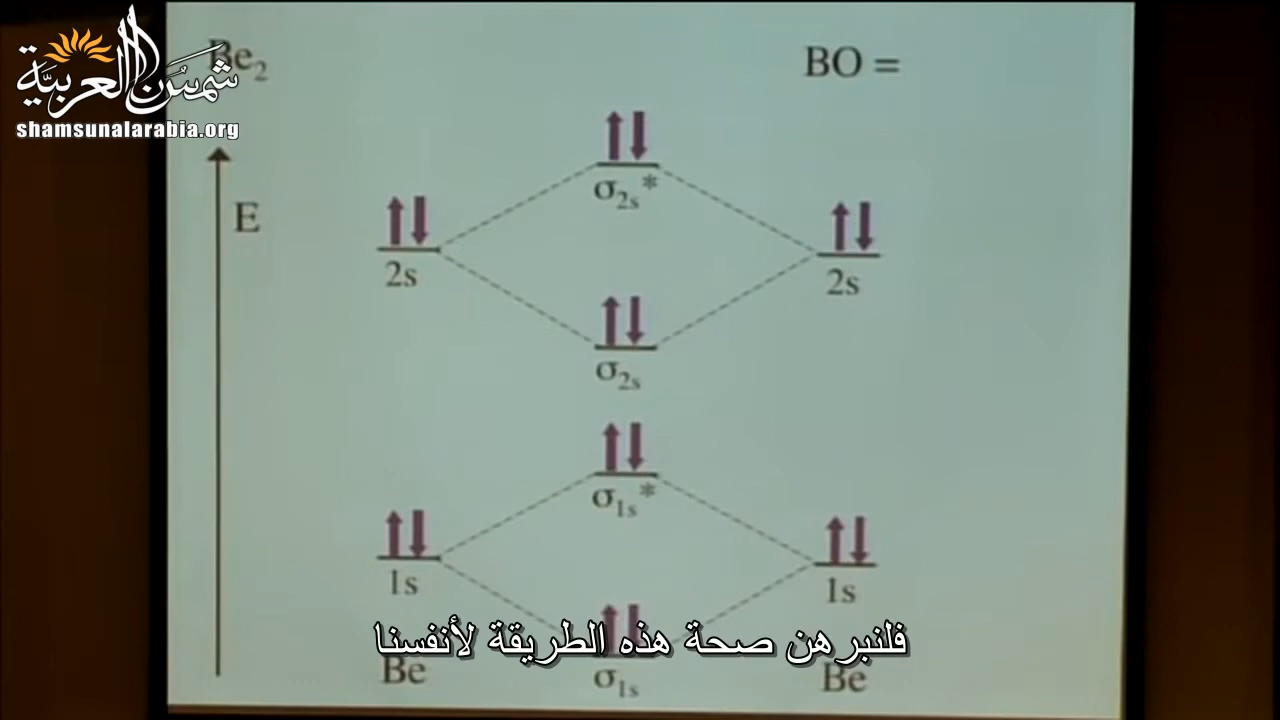 شمس العربية
shamsunalarabia.org
Be₂
BO =
E
σ₂ₛ*
2s
2s
σ₂ₛ
σ₁ₛ*
1s
1s
فلنبرهن صحة هذه الطريقة لأنفسنا
Be
σ₁ₛ
Be